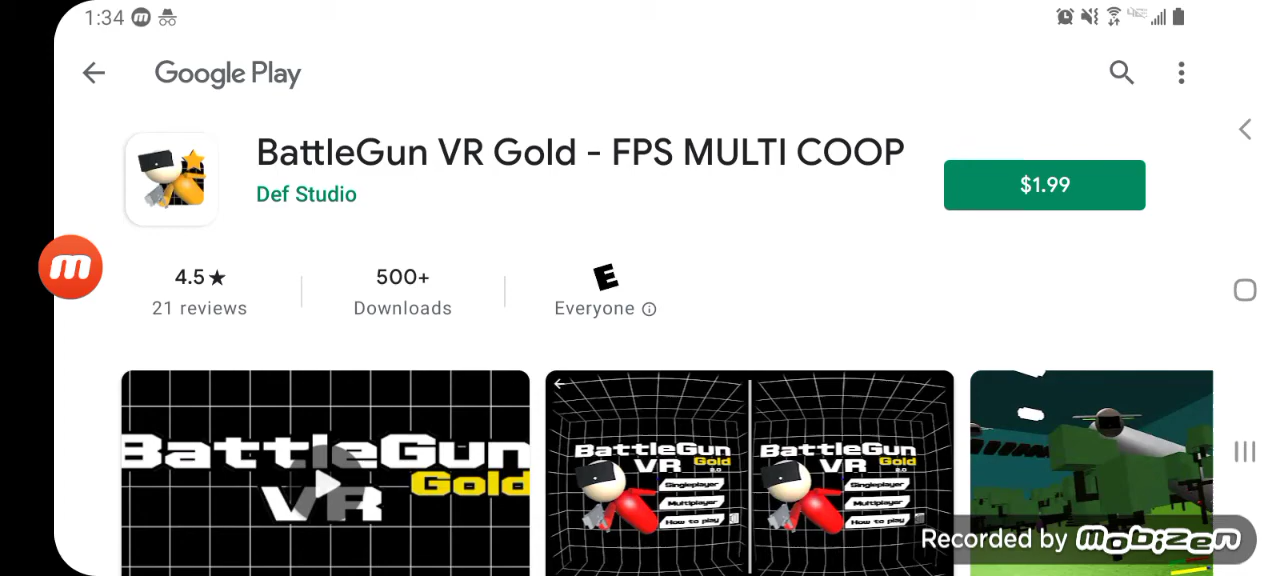 1:34
Google Play
BattleGun VR Gold - FPS MULTI COOP
Def Studio
$1.99
4.5★
21 reviews
500+
Downloads
E
Everyone
BattleGun
VR Gold
BattleGun
VR Gold
Singleplayer
Multiplayer
How to play
BattleGun
VR Gold
Singleplayer
Multiplayer
How to play
m
Recorded by mobizen